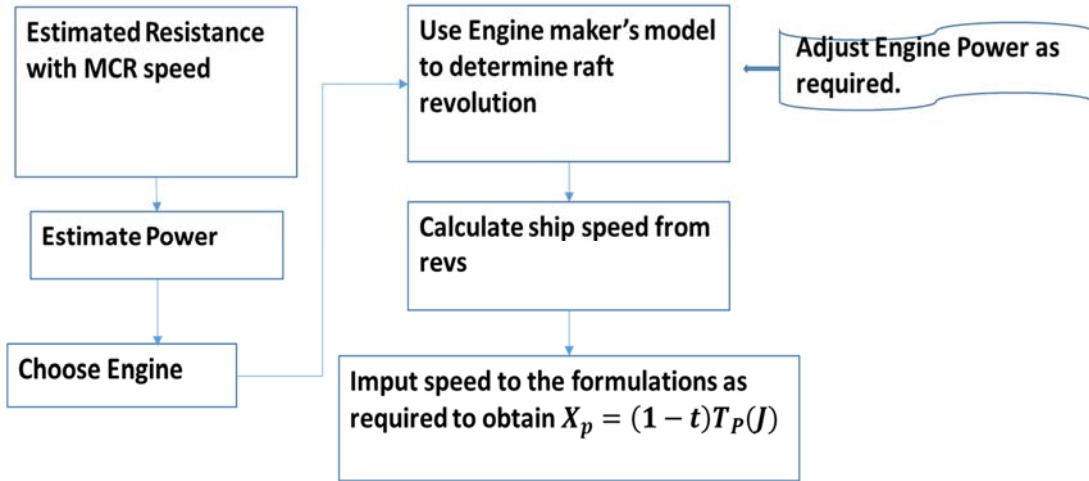 Estimated Resistance
with MCR speed
Estimate Power
Choose Engine
Use Engine maker's model
to determine raft
revolution
Adjust Engine Power as
required.
Calculate ship speed from
revs
Imput speed to the formulations as
required to obtain X_p = (1 − t)T_P(J)